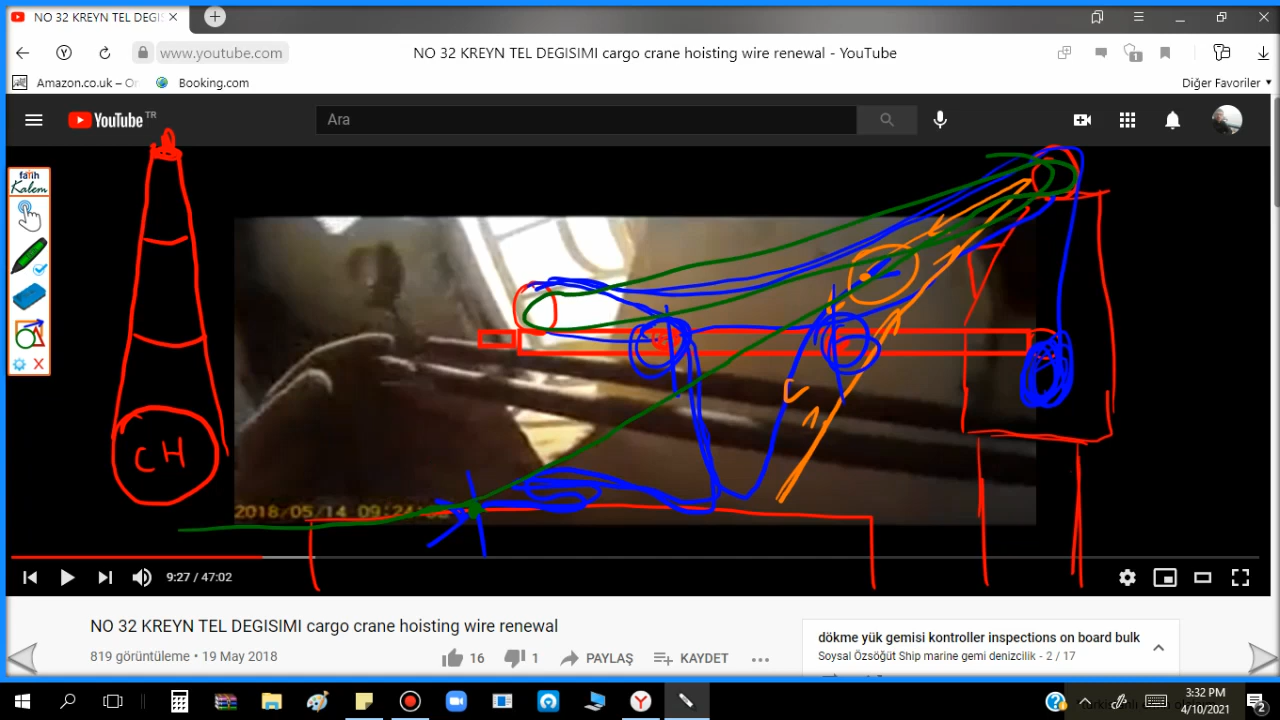 NO 32 KREYN TEL DEGIS
www.youtube.com
NO 32 KREYN TEL DEGISIMI cargo crane hoisting wire renewal - YouTube
1
Amazon.co.uk – Or
Booking.com
Diğer Favoriler
YouTube TR
Ara
fatih
Kalem
CH
2018/05/14 09:24
9:27 / 47:02
NO 32 KREYN TEL DEGISIMI cargo crane hoisting wire renewal
819 görüntüleme • 19 May 2018
16
1
PAYLAŞ
KAYDET
dökme yük gemisi kontroller inspections on board bulk
Soysal Özsöğüt Ship marine gemi denizcilik - 2 / 17
3:32 PM
4/10/2021
2